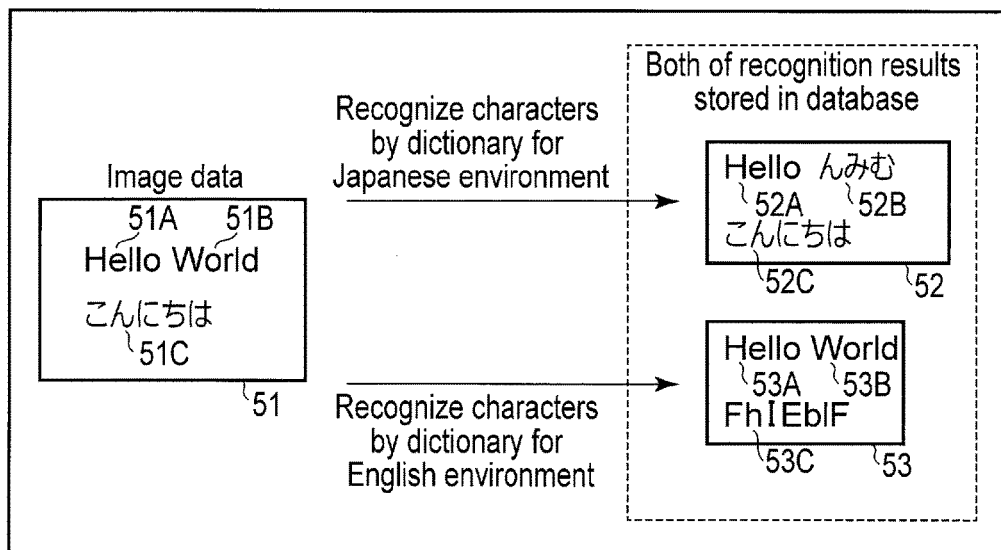 Image data
51A 51B
Hello World
こんにちは
51C
51
Recognize characters
by dictionary for
Japanese environment
Recognize characters
by dictionary for
English environment
Both of recognition results
stored in database
Hello んみむ
52A 52B
こんにちは
52C 52
Hello World
53A 53B
FhIEblF
53C 53